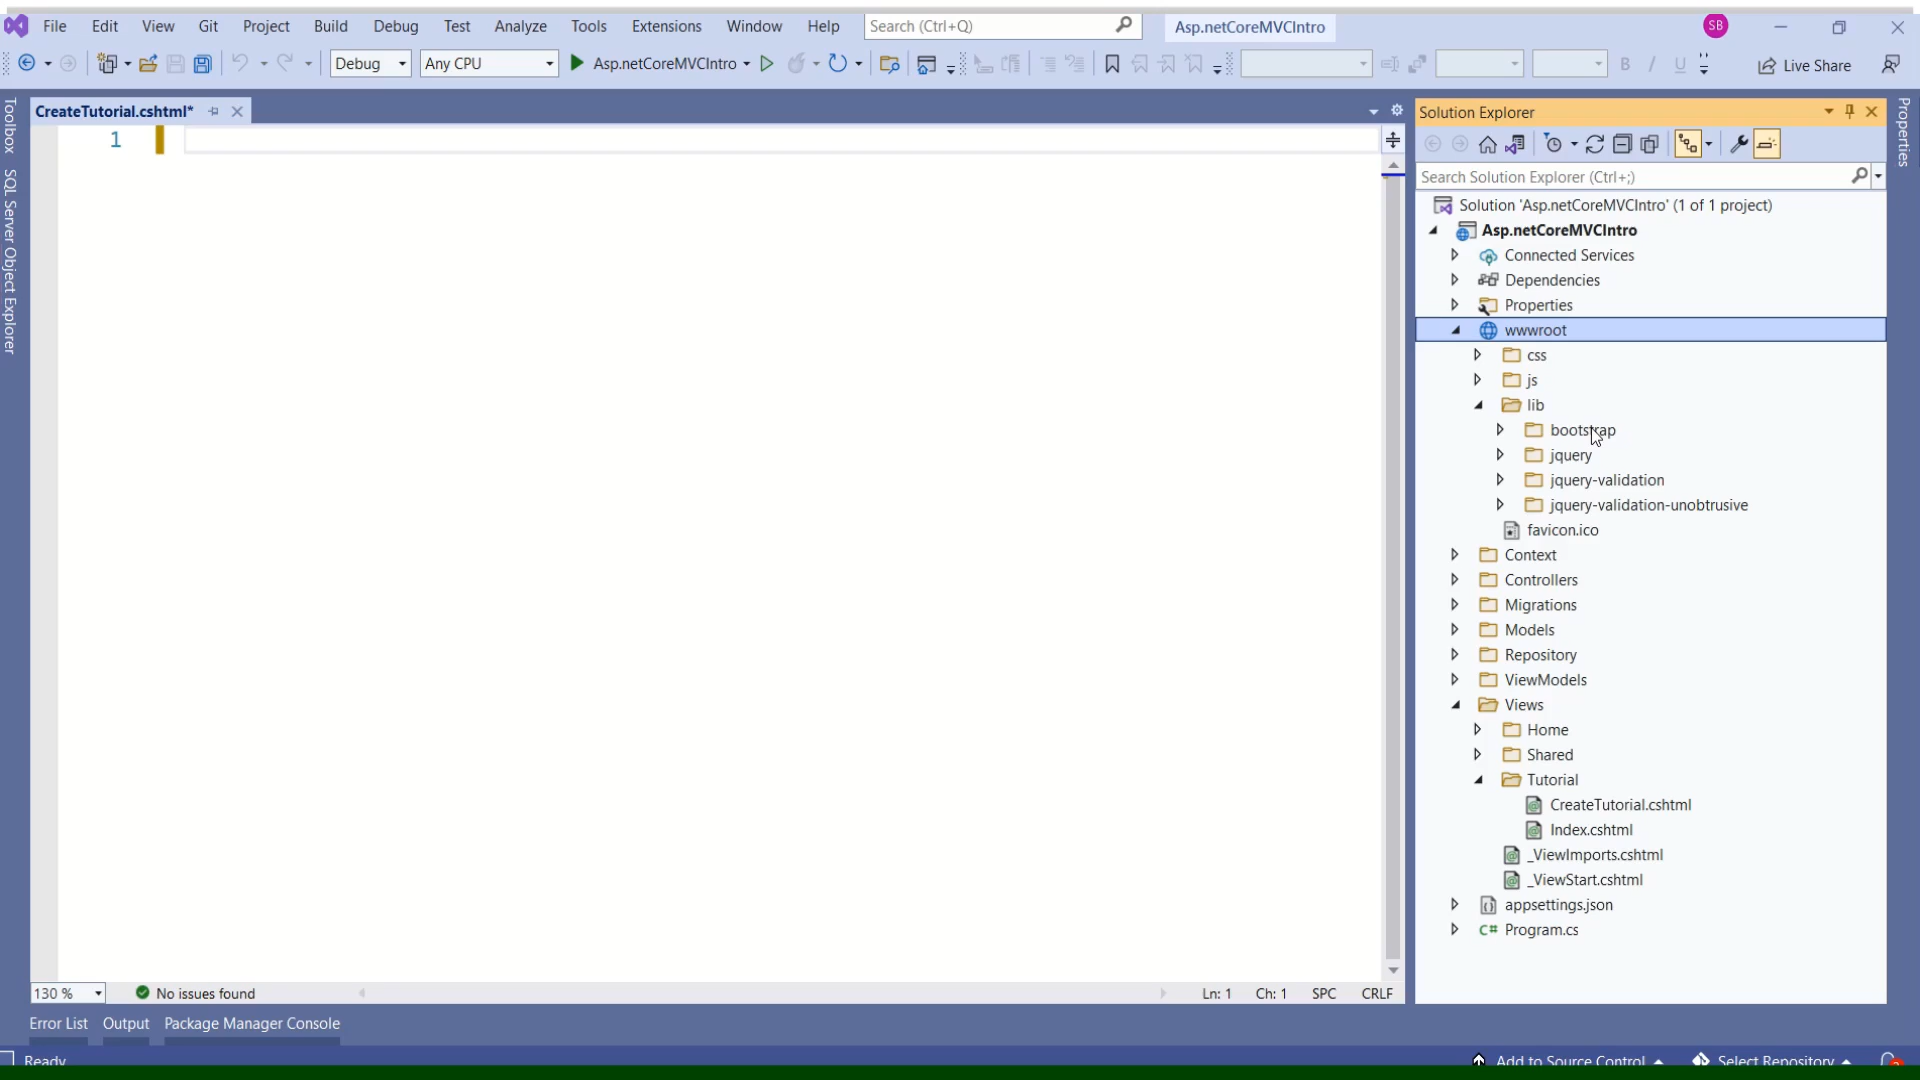 File Edit View Git Project Build Debug Test Analyze Tools Extensions Window Help Search (Ctrl+Q) Asp.netCoreMVCIntro SB
Debug Any CPU Asp.netCoreMVCIntro B I U Live Share
CreateTutorial.cshtml*
1
Toolbox
SQL Server Object Explorer
Solution Explorer
Search Solution Explorer (Ctrl+;)
Solution 'Asp.netCoreMVCIntro' (1 of 1 project)
Asp.netCoreMVCIntro
Connected Services
Dependencies
Properties
wwwroot
css
js
lib
bootstrap
jquery
jquery-validation
jquery-validation-unobtrusive
favicon.ico
Context
Controllers
Migrations
Models
Repository
ViewModels
Views
Home
Shared
Tutorial
CreateTutorial.cshtml
Index.cshtml
_ViewImports.cshtml
_ViewStart.cshtml
appsettings.json
C# Program.cs
Properties
130 % No issues found Ln: 1 Ch: 1 SPC CRLF
Error List Output Package Manager Console
Ready Add to Source Control Select Repository